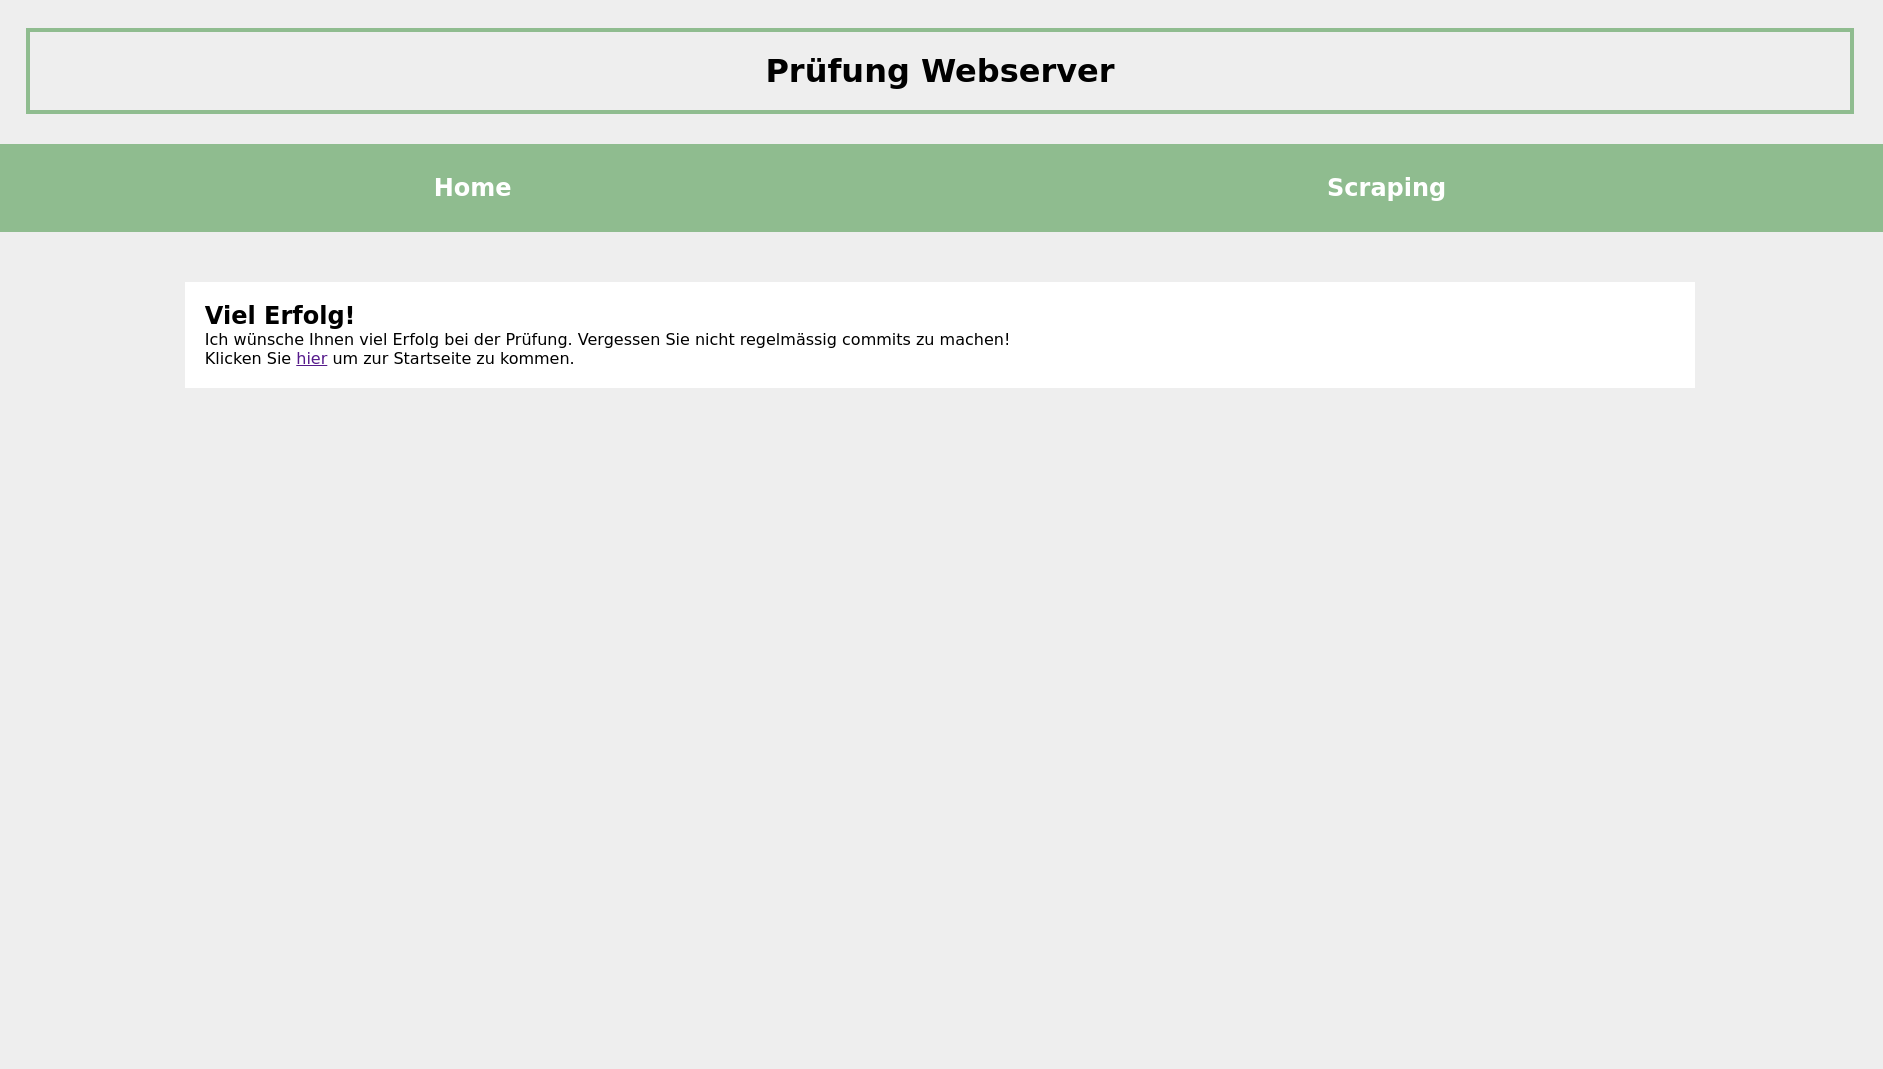 Prüfung Webserver
Home
Scraping
Viel Erfolg!
Ich wünsche Ihnen viel Erfolg bei der Prüfung. Vergessen Sie nicht regelmässig commits zu machen!
Klicken Sie hier um zur Startseite zu kommen.